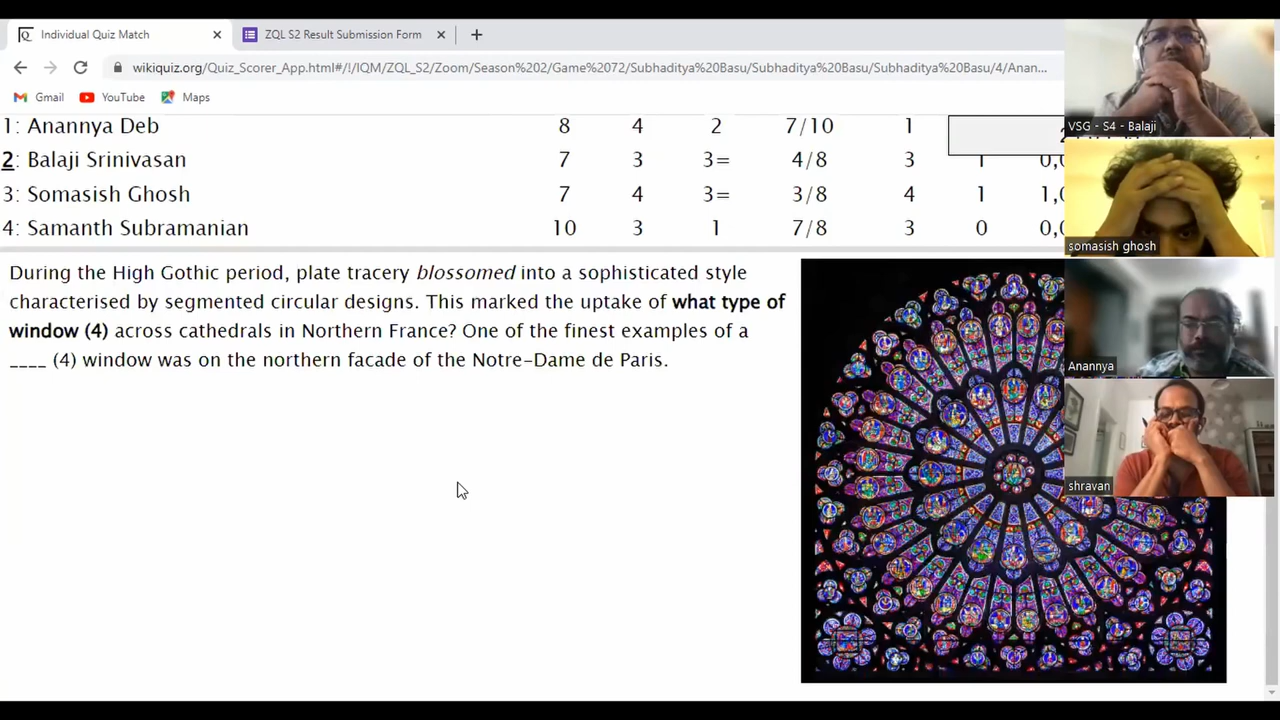 Individual Quiz Match
ZQL S2 Result Submission Form
wikiquiz.org/Quiz_Scorer_App.html#/I/IQM/ZQL_S2/Zoom/Season%202/Game%2072/Subhaditya%20Basu/Subhaditya%20Basu/Subhaditya%20Basu/4/Anan...
Gmail YouTube Maps
1: Anannya Deb 8 4 2 7/10 1
2: Balaji Srinivasan 7 3 3= 4/8 3 1 0,0
3: Somasish Ghosh 7 4 3= 3/8 4 1 1,0
4: Samanth Subramanian 10 3 1 7/8 3 0 0,0
During the High Gothic period, plate tracery blossomed into a sophisticated style
characterised by segmented circular designs. This marked the uptake of what type of
window (4) across cathedrals in Northern France? One of the finest examples of a
____ (4) window was on the northern facade of the Notre-Dame de Paris.
VSG - S4 - Balaji
somasish ghosh
Anannya
shravan